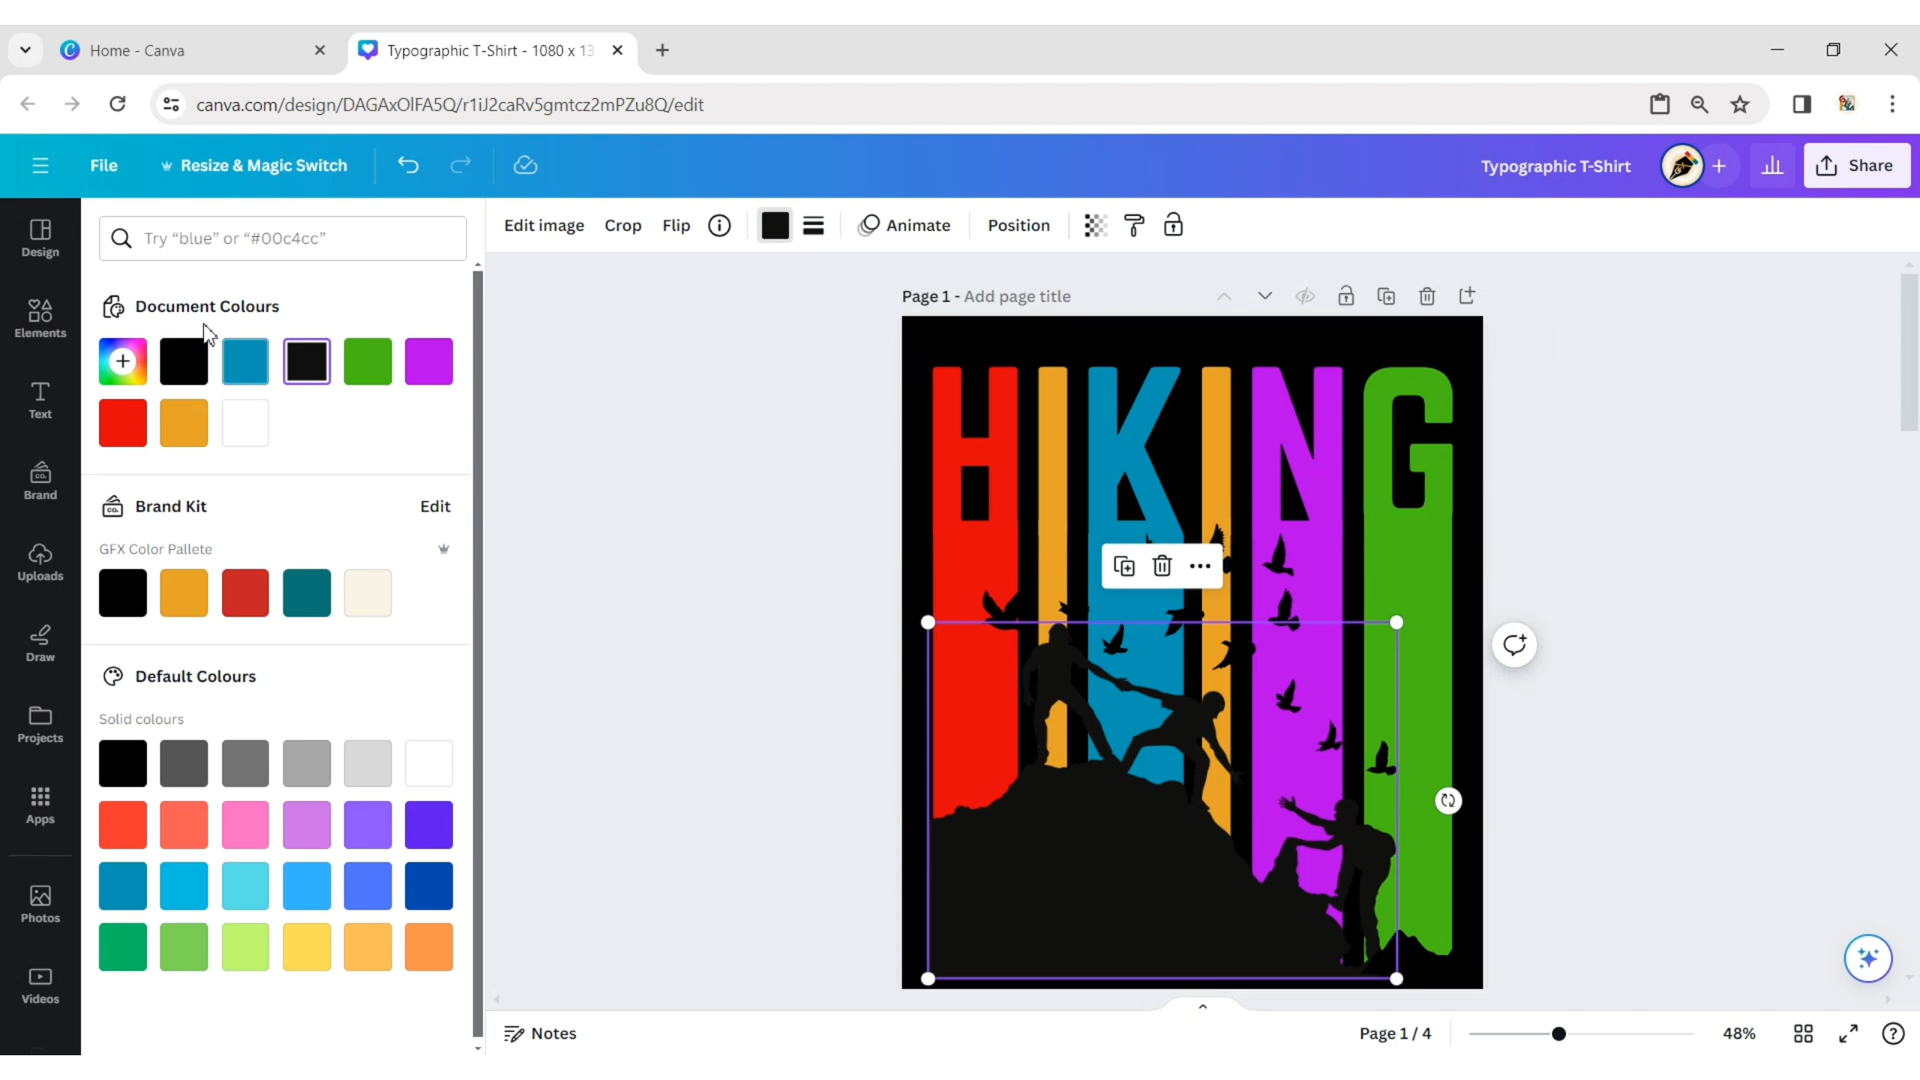 Home - Canva
Typographic T-Shirt - 1080 x 13
canva.com/design/DAGAxOlFA5Q/r1iJ2caRv5gmtcz2mPZu8Q/edit
File
Resize & Magic Switch
Typographic T-Shirt
Share
Try “blue” or “#00c4cc”
Edit image
Crop
Flip
Animate
Position
Design
Elements
Text
Brand
Uploads
Draw
Projects
Apps
Photos
Videos
Document Colours
Brand Kit
Edit
GFX Color Pallete
Default Colours
Solid colours
Page 1 - Add page title
HIKING
Notes
Page 1 / 4
48%